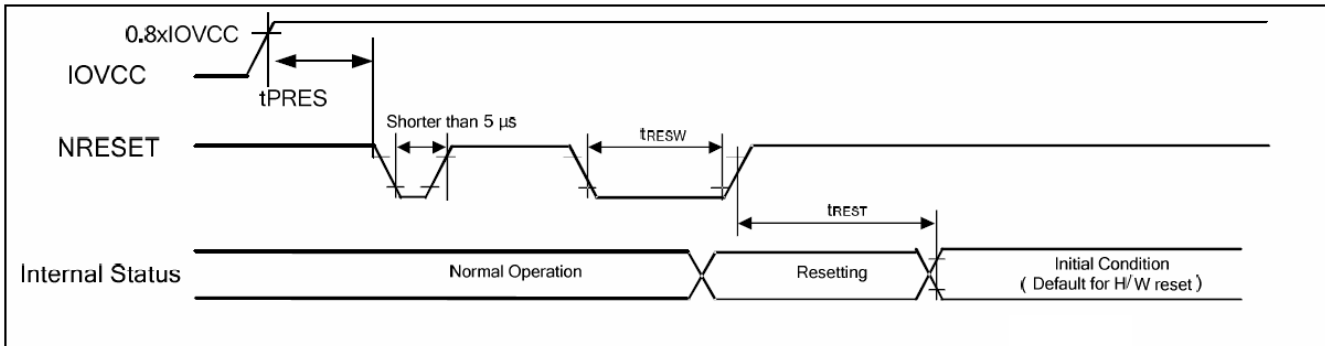 0.8xIOVCC
IOVCC
tPRES
Shorter than 5 µs
NRESET
tRESW
tREST
Internal Status
Normal Operation
Resetting
Initial Condition
( Default for H/W reset )